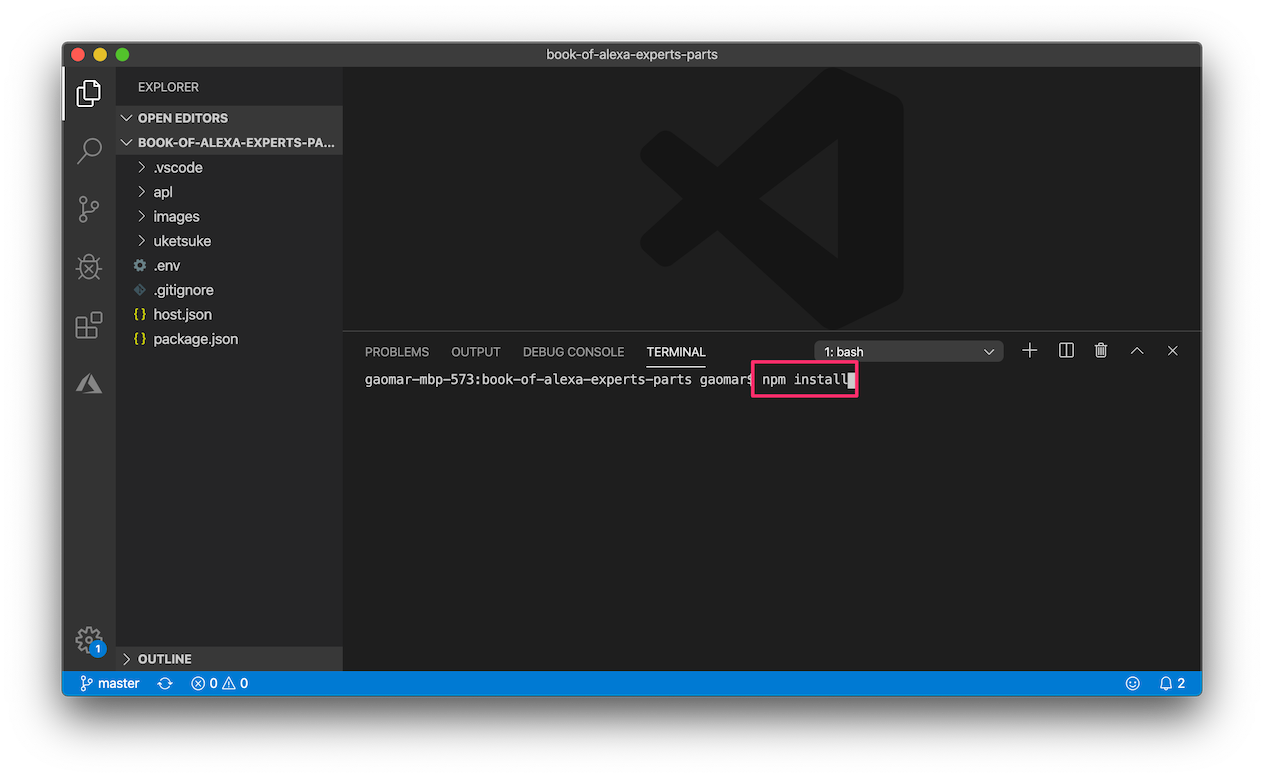 book-of-alexa-experts-parts
EXPLORER
OPEN EDITORS
BOOK-OF-ALEXA-EXPERTS-PA...
.vscode
apl
images
uketsuke
.env
.gitignore
{} host.json
{} package.json
OUTLINE
PROBLEMS OUTPUT DEBUG CONSOLE TERMINAL 1: bash
gaomar-mbp-573:book-of-alexa-experts-parts gaomar$ npm install
1
master 0 0 2